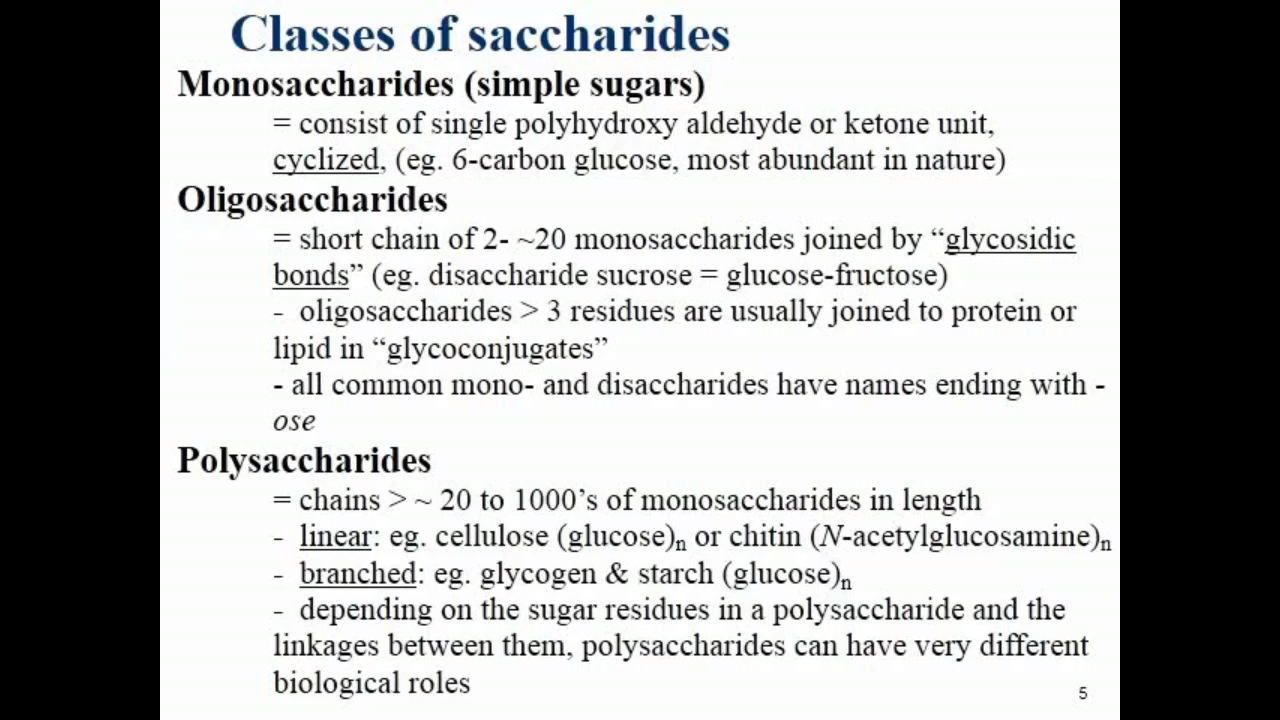 Classes of saccharides
Monosaccharides (simple sugars)
= consist of single polyhydroxy aldehyde or ketone unit,
cyclized, (eg. 6-carbon glucose, most abundant in nature)
Oligosaccharides
= short chain of 2- ~20 monosaccharides joined by “glycosidic
bonds” (eg. disaccharide sucrose = glucose-fructose)
- oligosaccharides > 3 residues are usually joined to protein or
lipid in “glycoconjugates”
- all common mono- and disaccharides have names ending with -
ose
Polysaccharides
= chains > ~ 20 to 1000’s of monosaccharides in length
- linear: eg. cellulose (glucose)n or chitin (N-acetylglucosamine)n
- branched: eg. glycogen & starch (glucose)n
- depending on the sugar residues in a polysaccharide and the
linkages between them, polysaccharides can have very different
biological roles
5